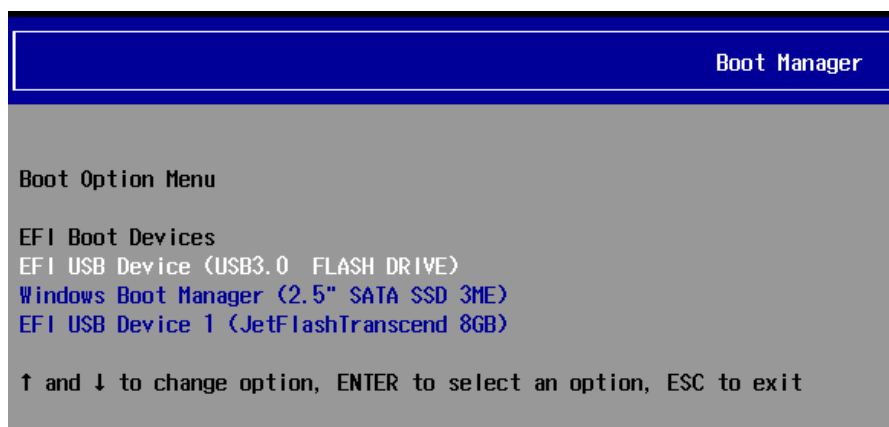 Boot Manager
Boot Option Menu
EFI Boot Devices
EFI USB Device (USB3.0  FLASH DRIVE)
Windows Boot Manager (2.5" SATA SSD 3ME)
EFI USB Device 1 (JetFlashTranscend 8GB)
↑ and ↓ to change option, ENTER to select an option, ESC to exit